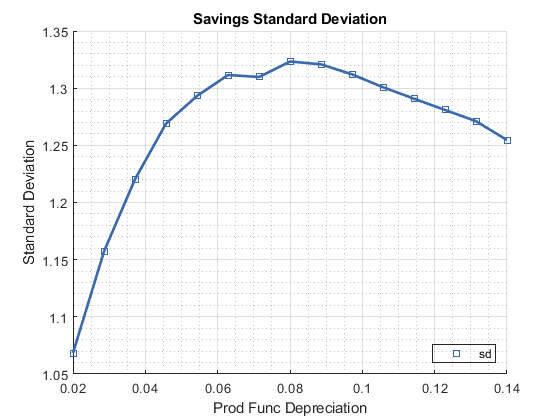 Savings Standard Deviation
Standard Deviation
1.35
1.3
1.25
1.2
1.15
1.1
1.05
0.02 0.04 0.06 0.08 0.1 0.12 0.14
Prod Func Depreciation
sd